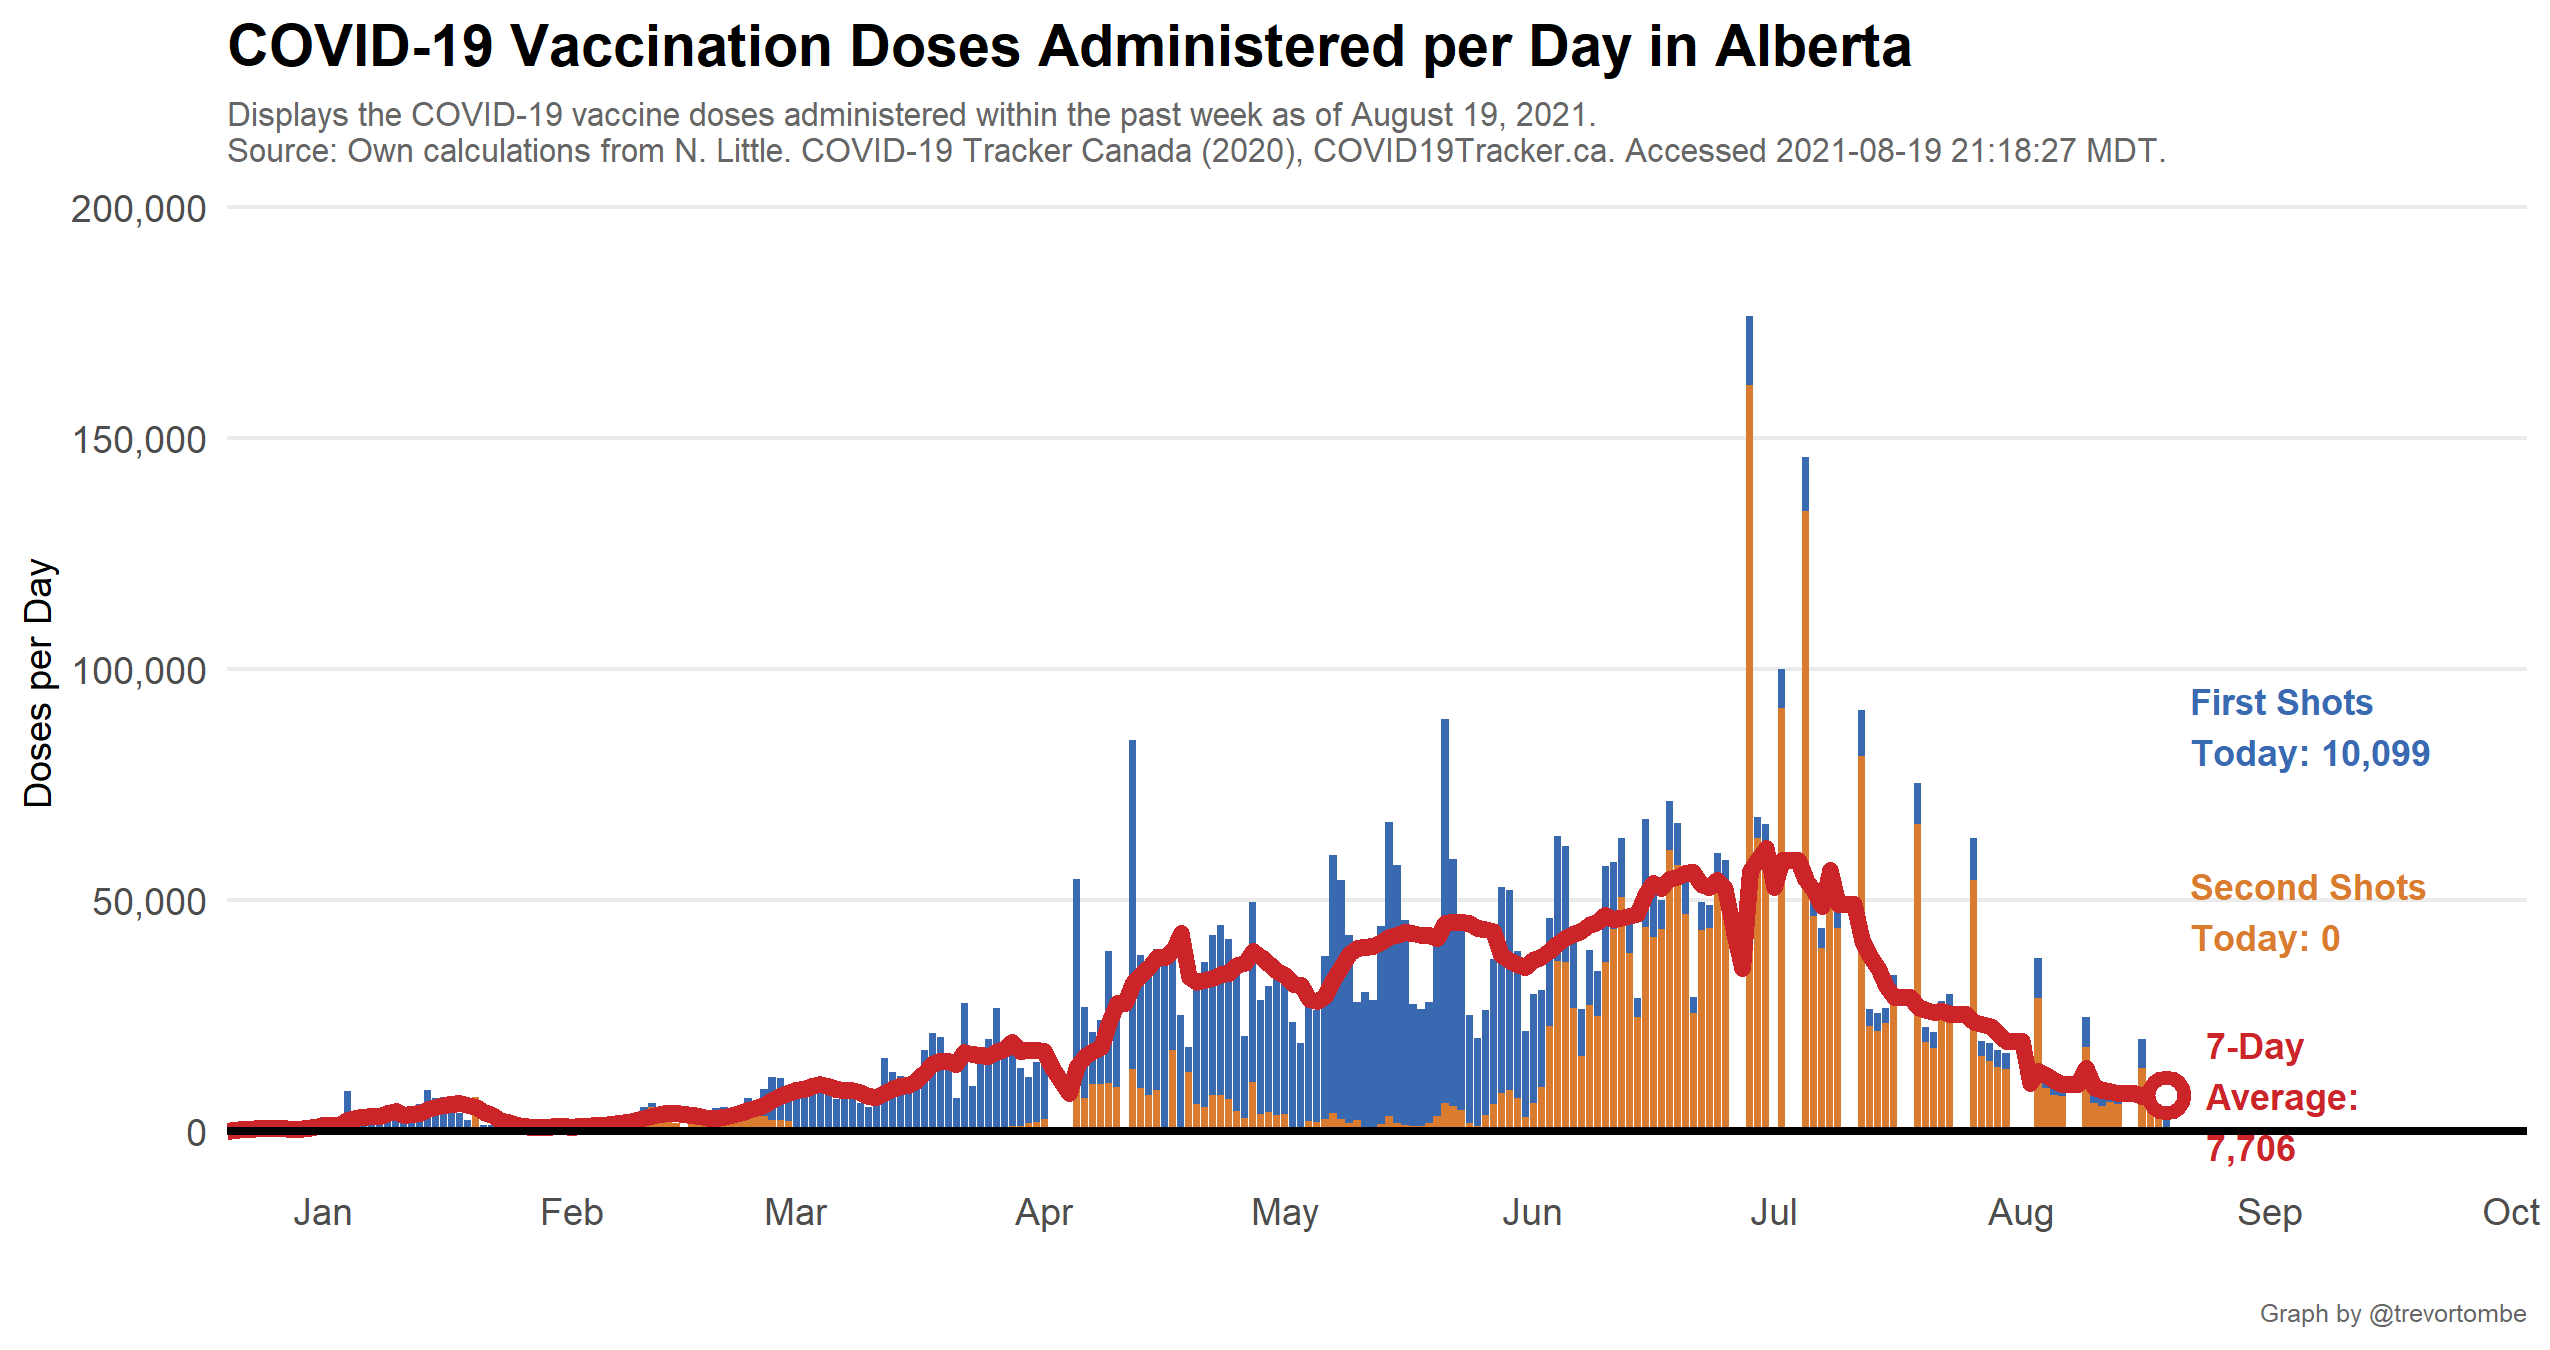 COVID-19 Vaccination Doses Administered per Day in Alberta
Displays the COVID-19 vaccine doses administered within the past week as of August 19, 2021.
Source: Own calculations from N. Little. COVID-19 Tracker Canada (2020), COVID19Tracker.ca. Accessed 2021-08-19 21:18:27 MDT.
Doses per Day
200,000
150,000
100,000
50,000
0
First Shots
Today: 10,099
Second Shots
Today: 0
7-Day
Average:
7,706
Jan Feb Mar Apr May Jun Jul Aug Sep Oct
Graph by @trevortombe